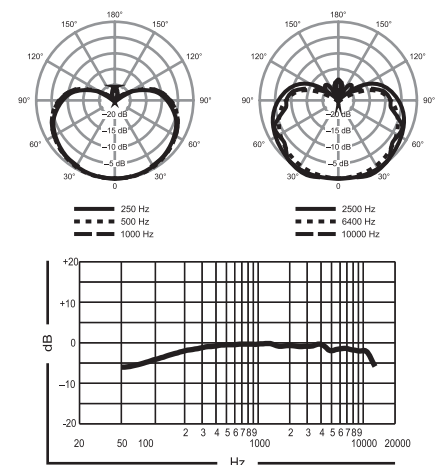 180°
180°
150°
150°
150°
150°
120°
120°
120°
120°
90°
90°
90°
90°
–20 dB
–20 dB
–15 dB
–15 dB
–10 dB
–10 dB
–5 dB
–5 dB
60°
60°
60°
60°
30°
30°
30°
30°
0
0
250 Hz
2500 Hz
500 Hz
6400 Hz
1000 Hz
10000 Hz
+20
+10
dB
0
–10
-20
2 3 4 5 6 7 8 9 2 3 4 5 6 7 8 9
20 50 100 1000 10000 20000
Hz